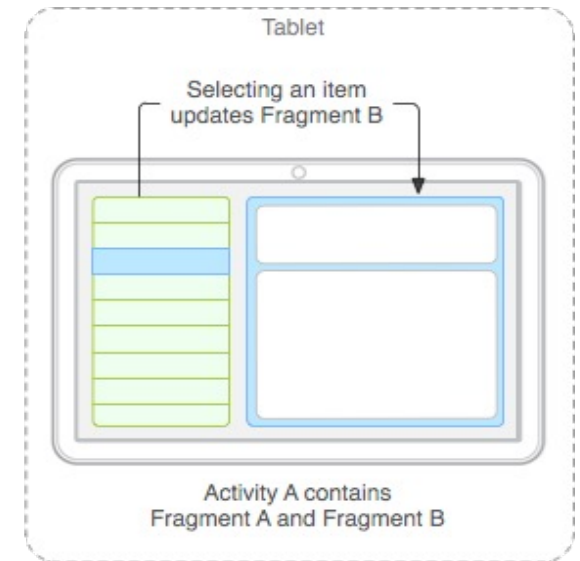 Tablet
Selecting an item
updates Fragment B
Activity A contains
Fragment A and Fragment B